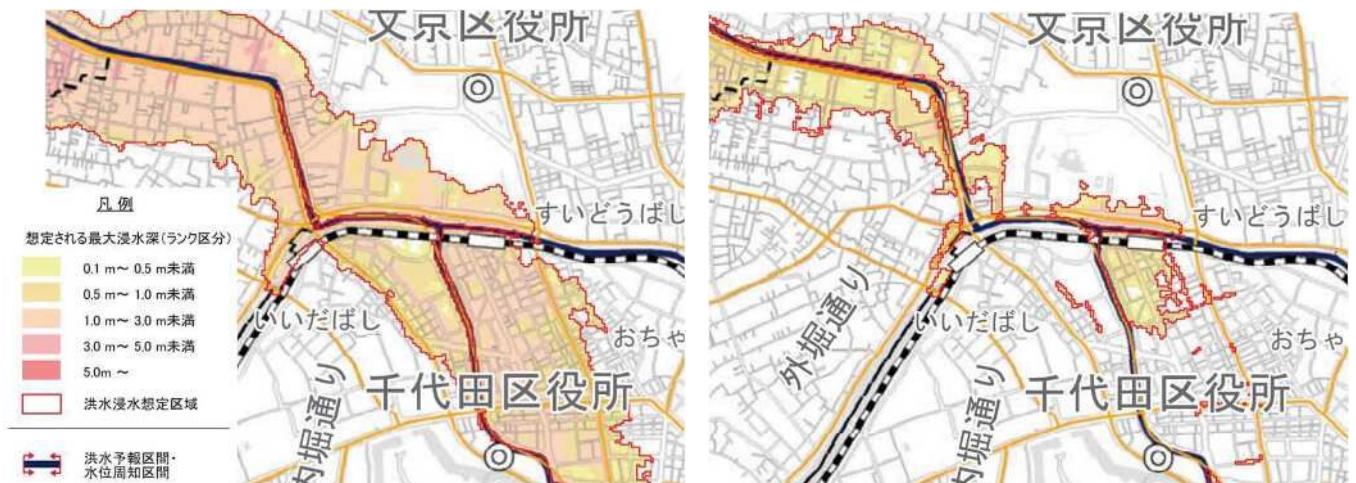 文京区役所
すいどうばし
いいだばし
おちゃ
千代田区役所
内堀通り
凡例
想定される最大浸水深(ランク区分)
0.1 m~ 0.5 m未満
0.5 m~ 1.0 m未満
1.0 m~ 3.0 m未満
3.0 m~ 5.0 m未満
5.0m ~
洪水浸水想定区域
洪水予報区間・
水位周知区間
文京区役所
すいどうばし
いいだばし
外堀通り
おちゃ
千代田区役所
内堀通り